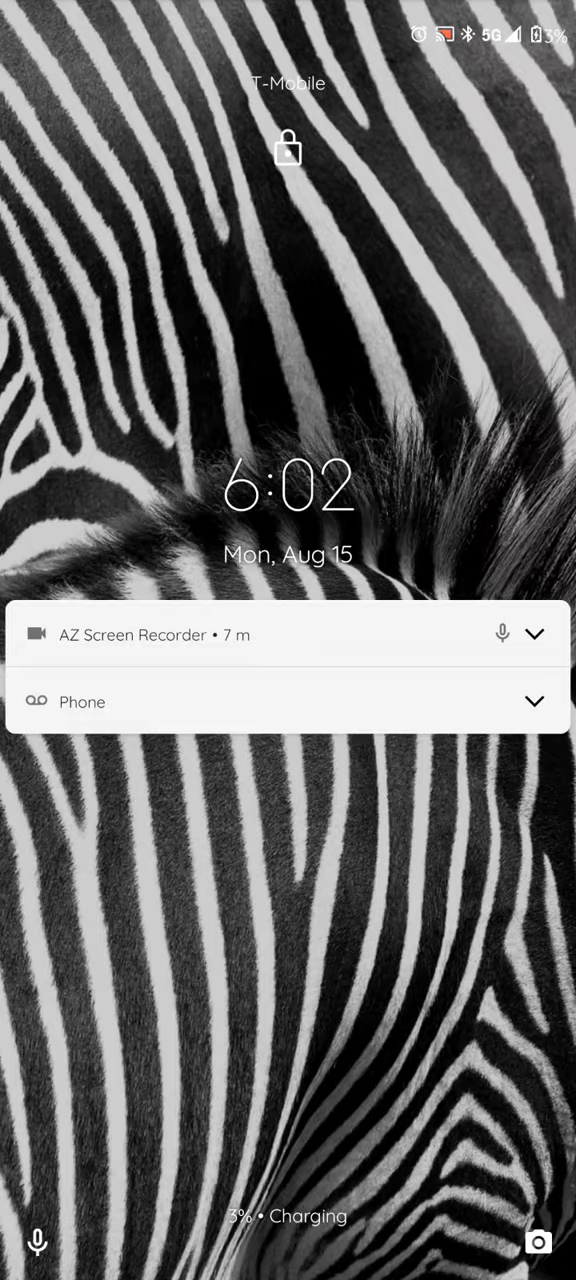 5G 3%
T-Mobile
6:02
Mon, Aug 15
AZ Screen Recorder • 7 m
Phone
3% • Charging